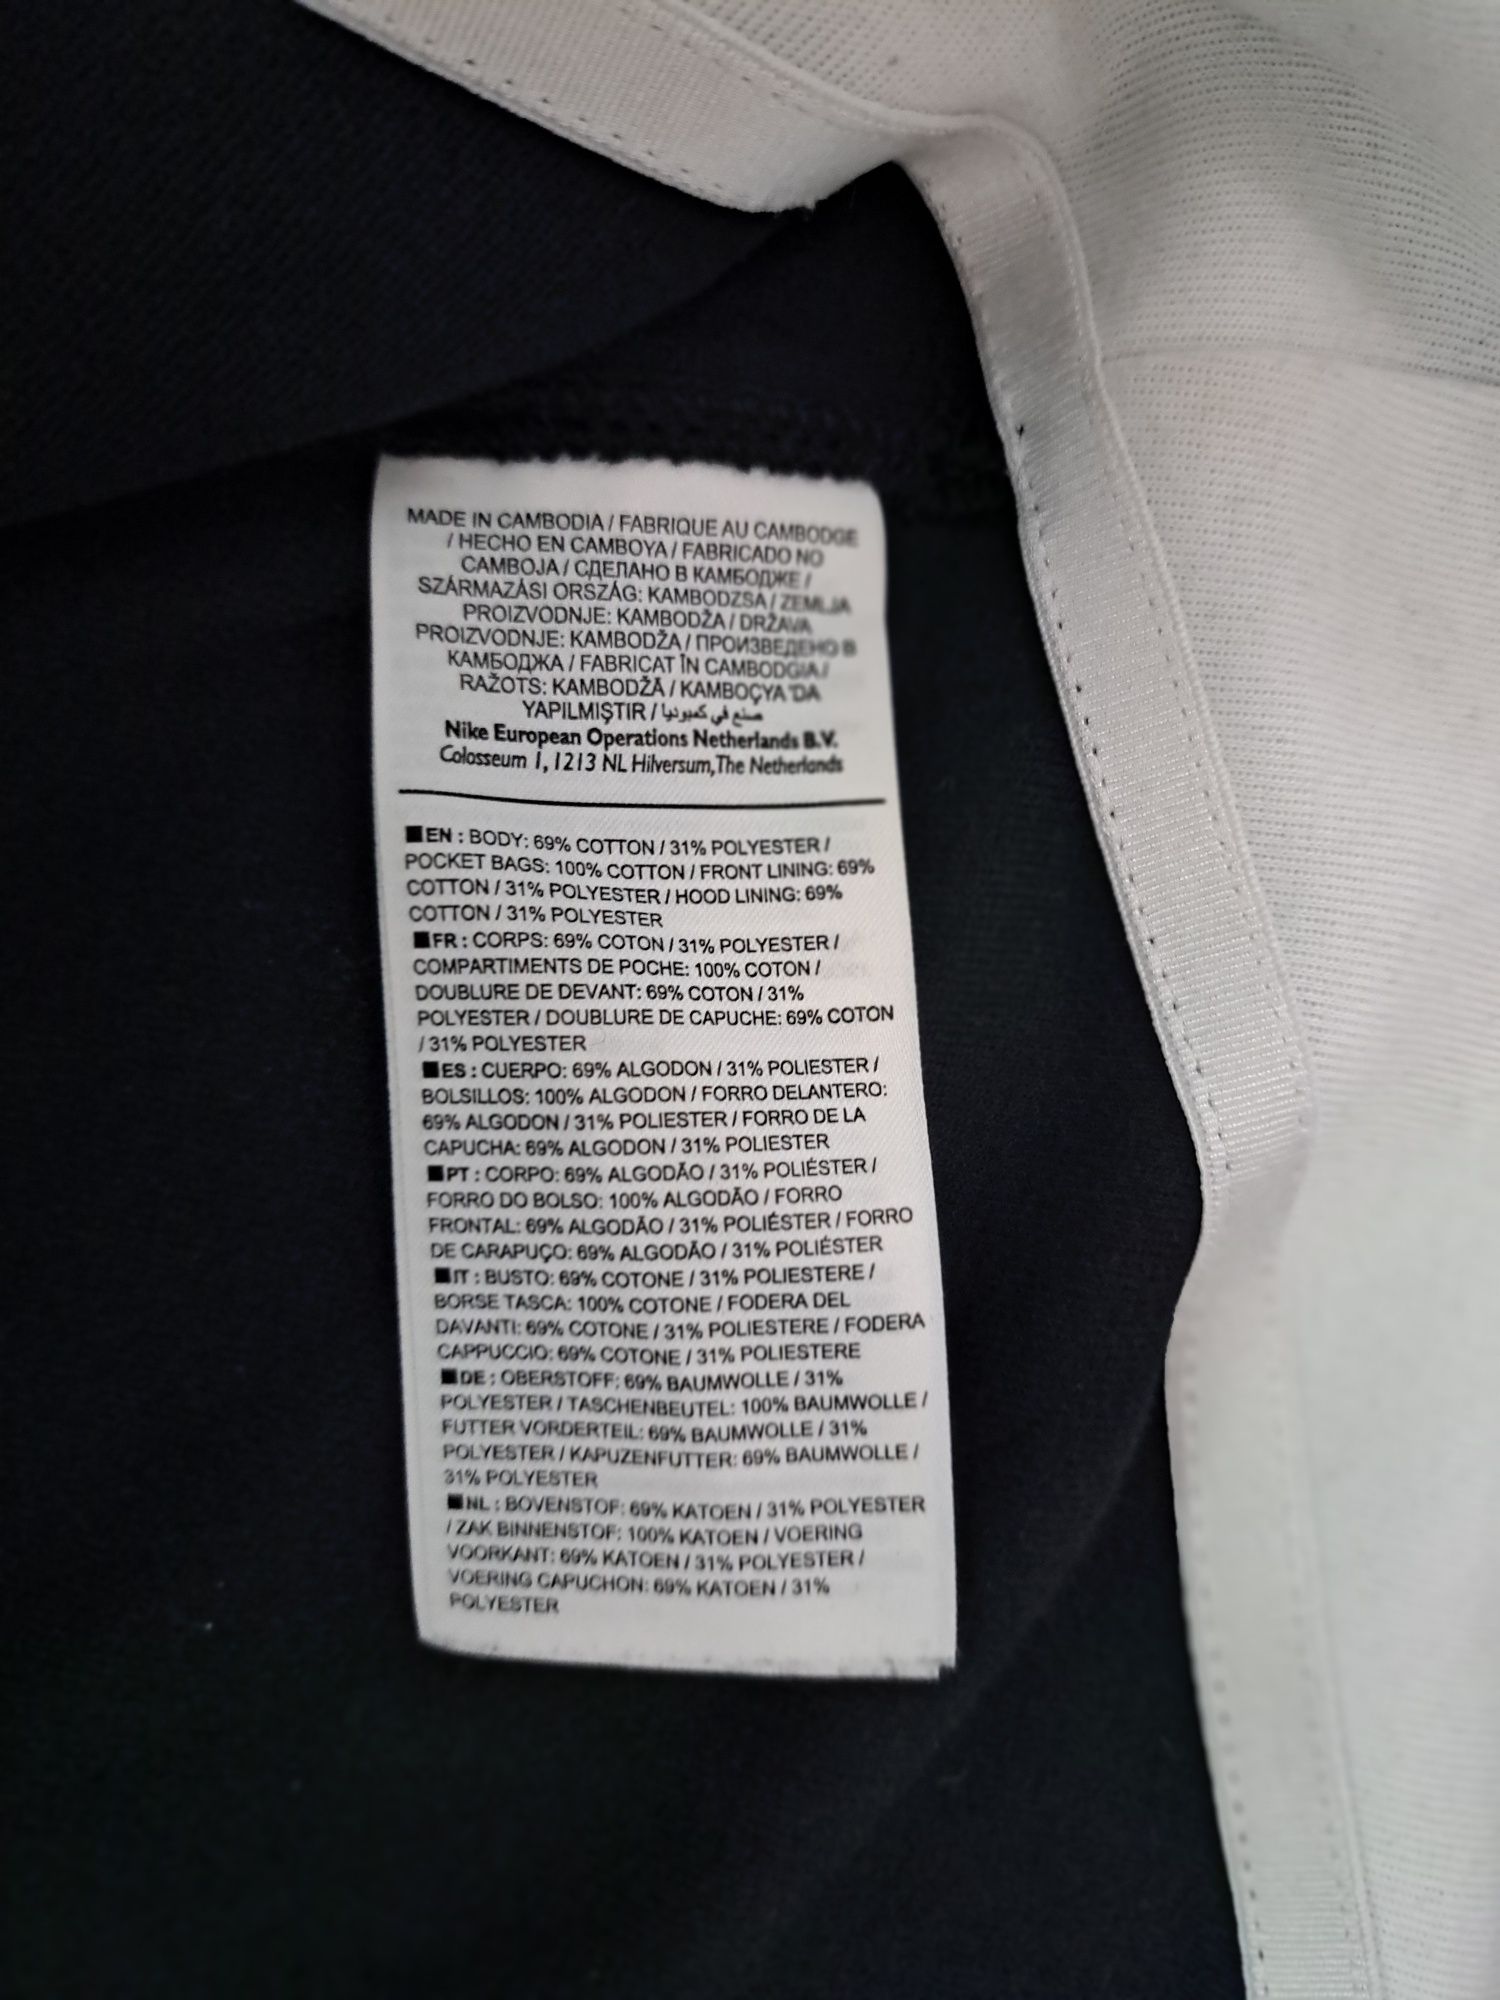 MADE IN CAMBODIA / FABRIQUE AU CAMBODGE
/ HECHO EN CAMBOYA / FABRICADO NO
CAMBOJA / СДЕЛАНО В КАМБОДЖЕ /
SZÁRMAZÁSI ORSZÁG: KAMBODZSA / ZEMLJA
PROIZVODNJE: KAMBODŽA / DRŽAVA
PROIZVODNJE: KAMBODŽA / ПРОИЗВЕДЕНО В
КАМБОДЖА / FABRICAT ÎN CAMBODGIA /
RAŽOTS: KAMBODŽĀ / KAMBOÇYA'DA
YAPILMIŞTIR / صنع في كمبوديا
Nike European Operations Netherlands B.V.
Colosseum 1, 1213 NL Hilversum, The Netherlands
■ EN : BODY: 69% COTTON / 31% POLYESTER /
POCKET BAGS: 100% COTTON / FRONT LINING: 69%
COTTON / 31% POLYESTER / HOOD LINING: 69%
COTTON / 31% POLYESTER
■ FR : CORPS: 69% COTON / 31% POLYESTER /
COMPARTIMENTS DE POCHE: 100% COTON /
DOUBLURE DE DEVANT: 69% COTON / 31%
POLYESTER / DOUBLURE DE CAPUCHE: 69% COTON
/ 31% POLYESTER
■ ES : CUERPO: 69% ALGODON / 31% POLIESTER /
BOLSILLOS: 100% ALGODON / FORRO DELANTERO:
69% ALGODON / 31% POLIESTER / FORRO DE LA
CAPUCHA: 69% ALGODON / 31% POLIESTER
■ PT : CORPO: 69% ALGODÃO / 31% POLIÉSTER /
FORRO DO BOLSO: 100% ALGODÃO / FORRO
FRONTAL: 69% ALGODÃO / 31% POLIÉSTER / FORRO
DE CARAPUÇO: 69% ALGODÃO / 31% POLIÉSTER
■ IT : BUSTO: 69% COTONE / 31% POLIESTERE /
BORSE TASCA: 100% COTONE / FODERA DEL
DAVANTI: 69% COTONE / 31% POLIESTERE / FODERA
CAPPUCCIO: 69% COTONE / 31% POLIESTERE
■ DE : OBERSTOFF: 69% BAUMWOLLE / 31%
POLYESTER / TASCHENBEUTEL: 100% BAUMWOLLE /
FUTTER VORDERTEIL: 69% BAUMWOLLE / 31%
POLYESTER / KAPUZENFUTTER: 69% BAUMWOLLE /
31% POLYESTER
■ NL : BOVENSTOF: 69% KATOEN / 31% POLYESTER
/ ZAK BINNENSTOF: 100% KATOEN / VOERING
VOORKANT: 69% KATOEN / 31% POLYESTER /
VOERING CAPUCHON: 69% KATOEN / 31%
POLYESTER